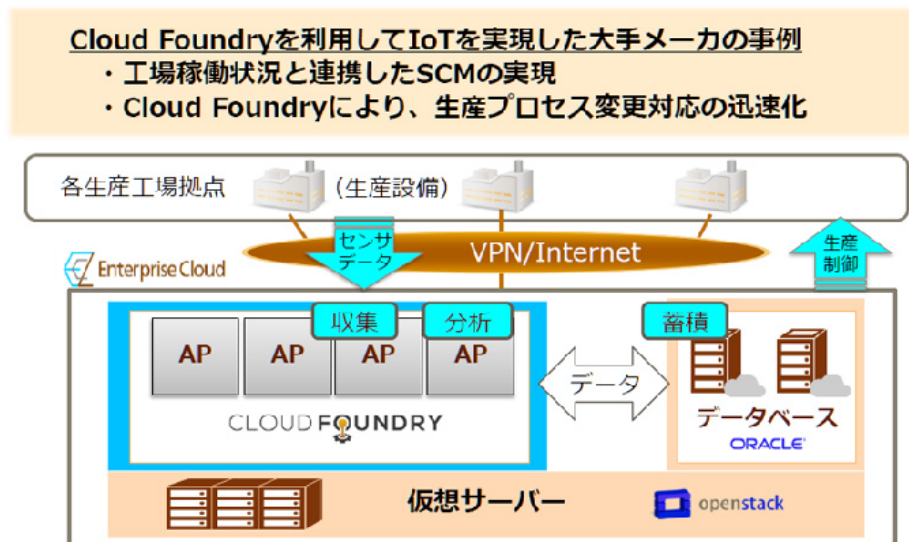 Cloud Foundryを利用してIoTを実現した大手メーカの事例
・工場稼働状況と連携したSCMの実現
・Cloud Foundryにより、生産プロセス変更対応の迅速化
各生産工場拠点
(生産設備)
センサ
データ
VPN/Internet
生産
制御
Enterprise Cloud
収集
分析
蓄積
AP
AP
AP
AP
データ
CLOUD FOUNDRY
データベース
ORACLE
仮想サーバー
openstack